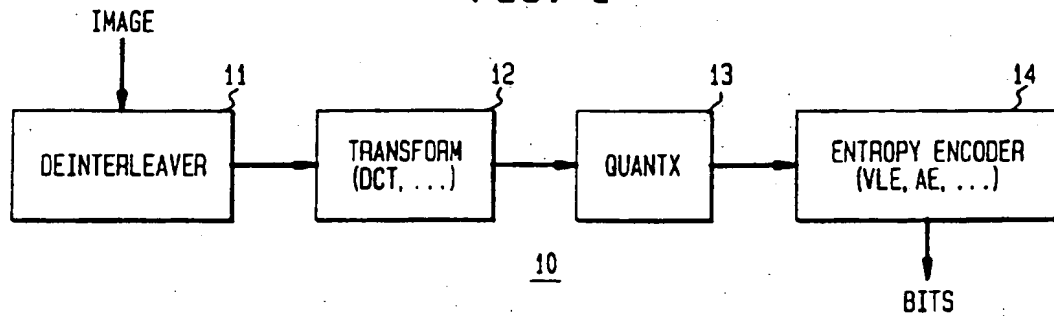 IMAGE
11
12
13
14
DEINTERLEAVER
TRANSFORM
(DCT, ...)
QUANTX
ENTROPY ENCODER
(VLE, AE, ...)
10
BITS